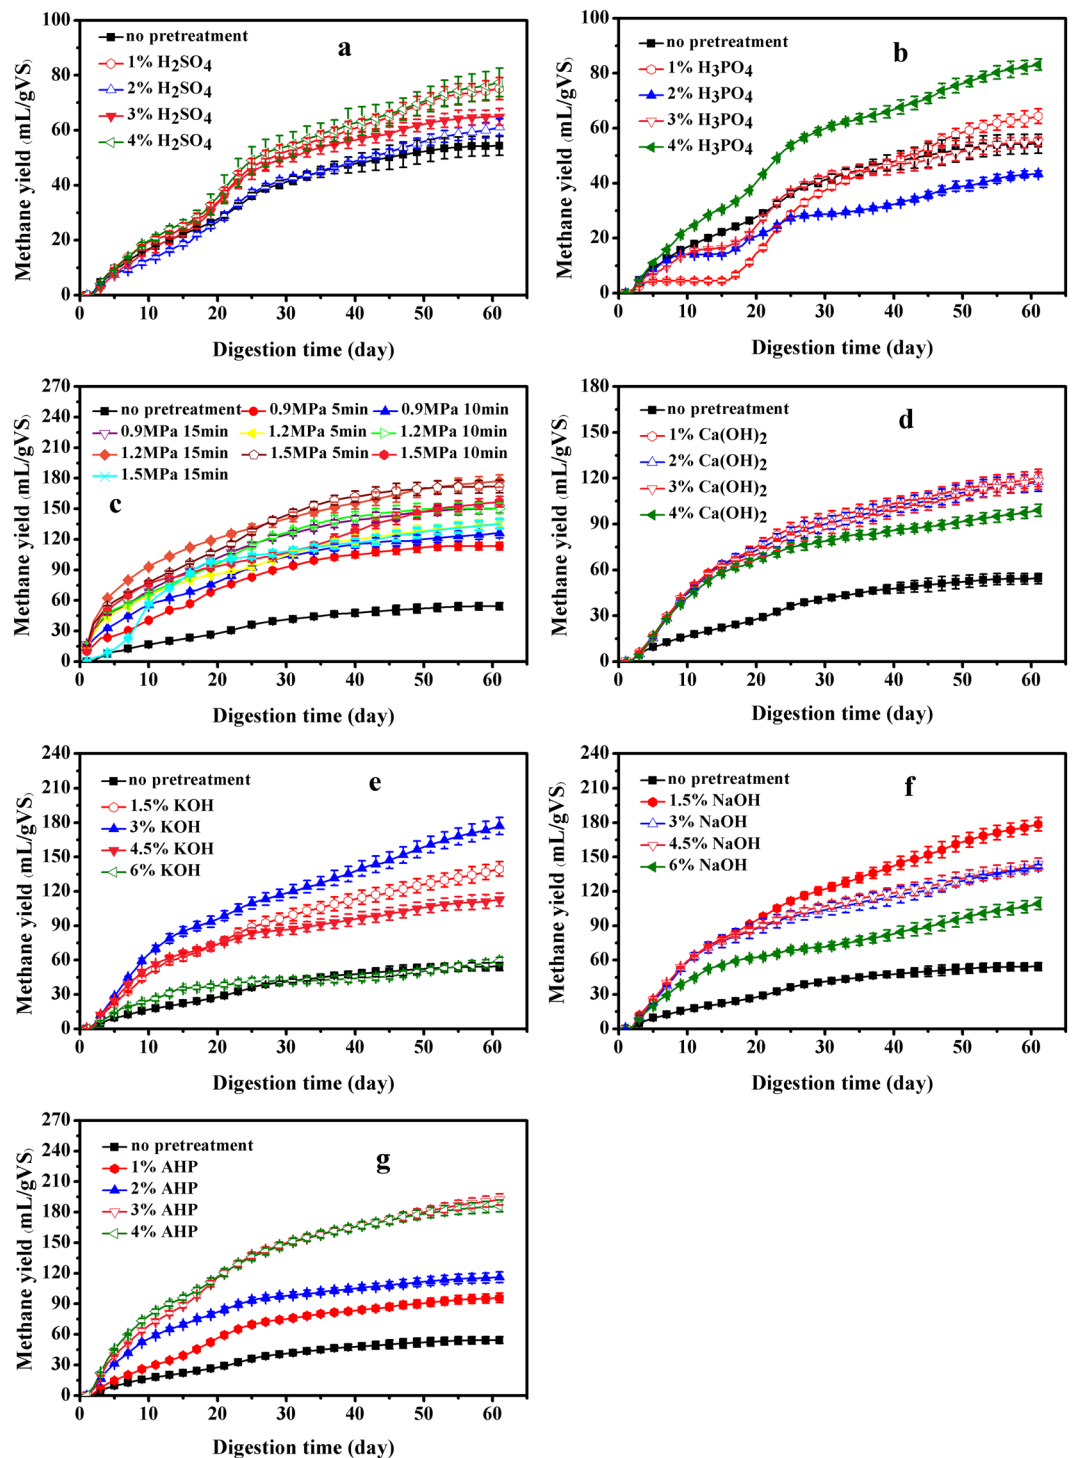 a
no pretreatment
1% H2SO4
2% H2SO4
3% H2SO4
4% H2SO4
Methane yield (mL/gVS)
100
80
60
40
20
0
0 10 20 30 40 50 60
Digestion time (day)
b
no pretreatment
1% H3PO4
2% H3PO4
3% H3PO4
4% H3PO4
Methane yield (mL/gVS)
100
80
60
40
20
0
0 10 20 30 40 50 60
Digestion time (day)
no pretreatment 0.9MPa 5min 0.9MPa 10min
0.9MPa 15min 1.2MPa 5min 1.2MPa 10min
1.2MPa 15min 1.5MPa 5min 1.5MPa 10min
1.5MPa 15min
c
Methane yield (mL/gVS)
270
240
210
180
150
120
90
60
30
0
0 10 20 30 40 50 60
Digestion time (day)
d
no pretreatment
1% Ca(OH)2
2% Ca(OH)2
3% Ca(OH)2
4% Ca(OH)2
Methane yield (mL/gVS)
180
150
120
90
60
30
0
0 10 20 30 40 50 60
Digestion time (day)
e
no pretreatment
1.5% KOH
3% KOH
4.5% KOH
6% KOH
Methane yield (mL/gVS)
240
210
180
150
120
90
60
30
0
0 10 20 30 40 50 60
Digestion time (day)
f
no pretreatment
1.5% NaOH
3% NaOH
4.5% NaOH
6% NaOH
Methane yield (mL/gVS)
240
210
180
150
120
90
60
30
0
0 10 20 30 40 50 60
Digestion time (day)
g
no pretreatment
1% AHP
2% AHP
3% AHP
4% AHP
Methane yield (mL/gVS)
270
240
210
180
150
120
90
60
30
0
0 10 20 30 40 50 60
Digestion time (day)